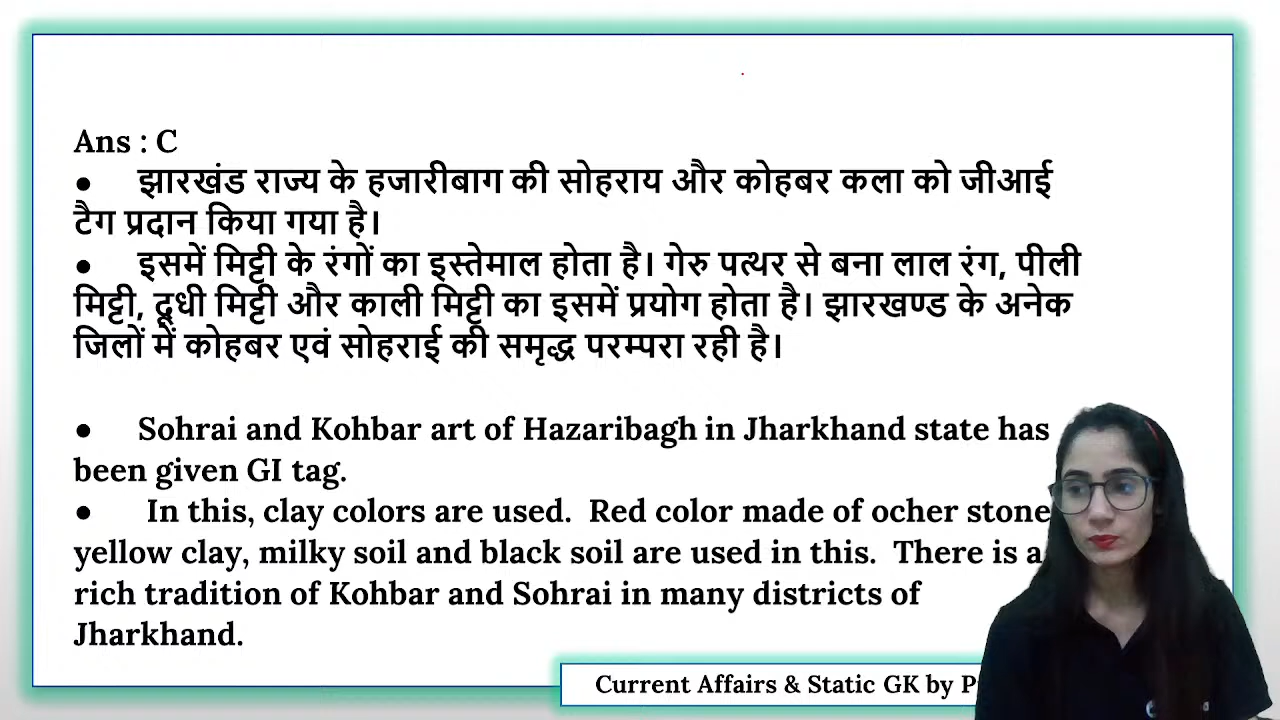 Ans : C
● झारखंड राज्य के हजारीबाग की सोहराय और कोहबर कला को जीआई
टैग प्रदान किया गया है।
● इसमें मिट्टी के रंगों का इस्तेमाल होता है। गेरु पत्थर से बना लाल रंग, पीली
मिट्टी, दूधी मिट्टी और काली मिट्टी का इसमें प्रयोग होता है। झारखण्ड के अनेक
जिलों में कोहबर एवं सोहराई की समृद्ध परम्परा रही है।
● Sohrai and Kohbar art of Hazaribagh in Jharkhand state has
been given GI tag.
● In this, clay colors are used. Red color made of ocher stone
yellow clay, milky soil and black soil are used in this. There is a
rich tradition of Kohbar and Sohrai in many districts of
Jharkhand.
Current Affairs & Static GK by